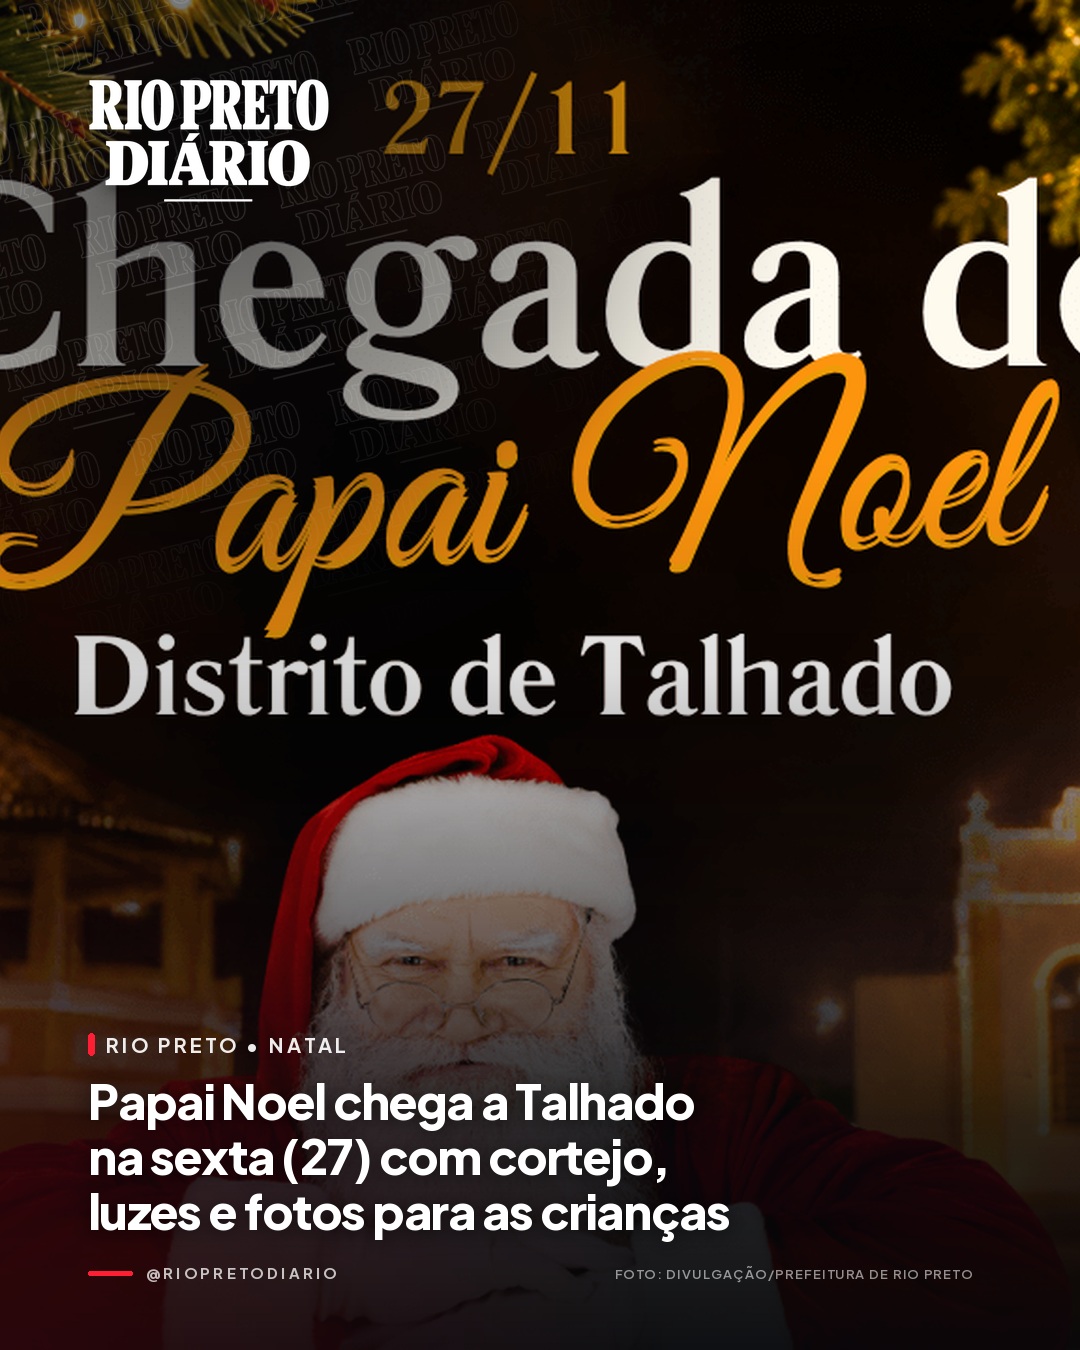 RIO PRETO
DIÁRIO
27/11
Chegada de
Papai Noel
Distrito de Talhado
RIO PRETO • NATAL
Papai Noel chega a Talhado
na sexta (27) com cortejo,
luzes e fotos para as crianças
@RIOPRETODIARIO
FOTO: DIVULGAÇÃO/PREFEITURA DE RIO PRETO